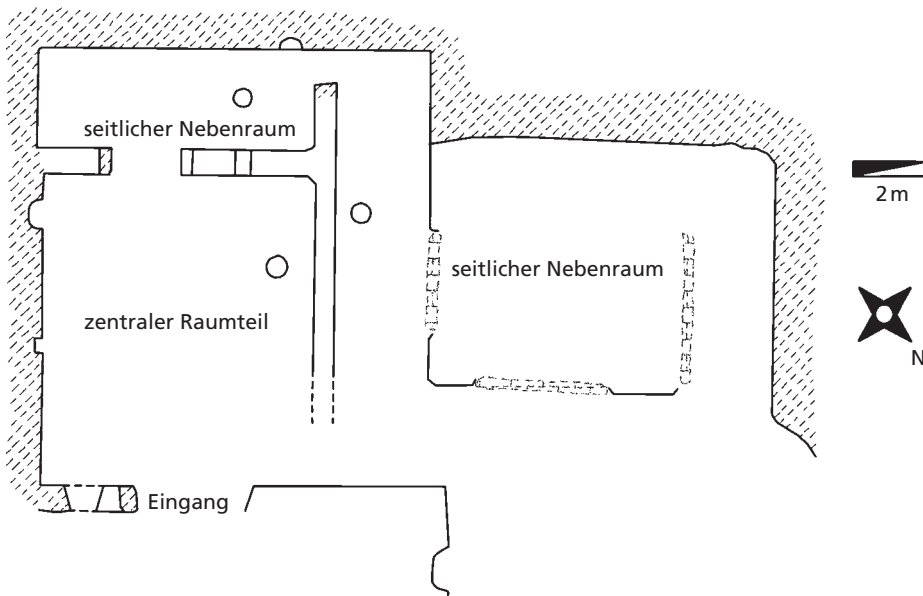 seitlicher Nebenraum
2 m
seitlicher Nebenraum
zentraler Raumteil
N
Eingang